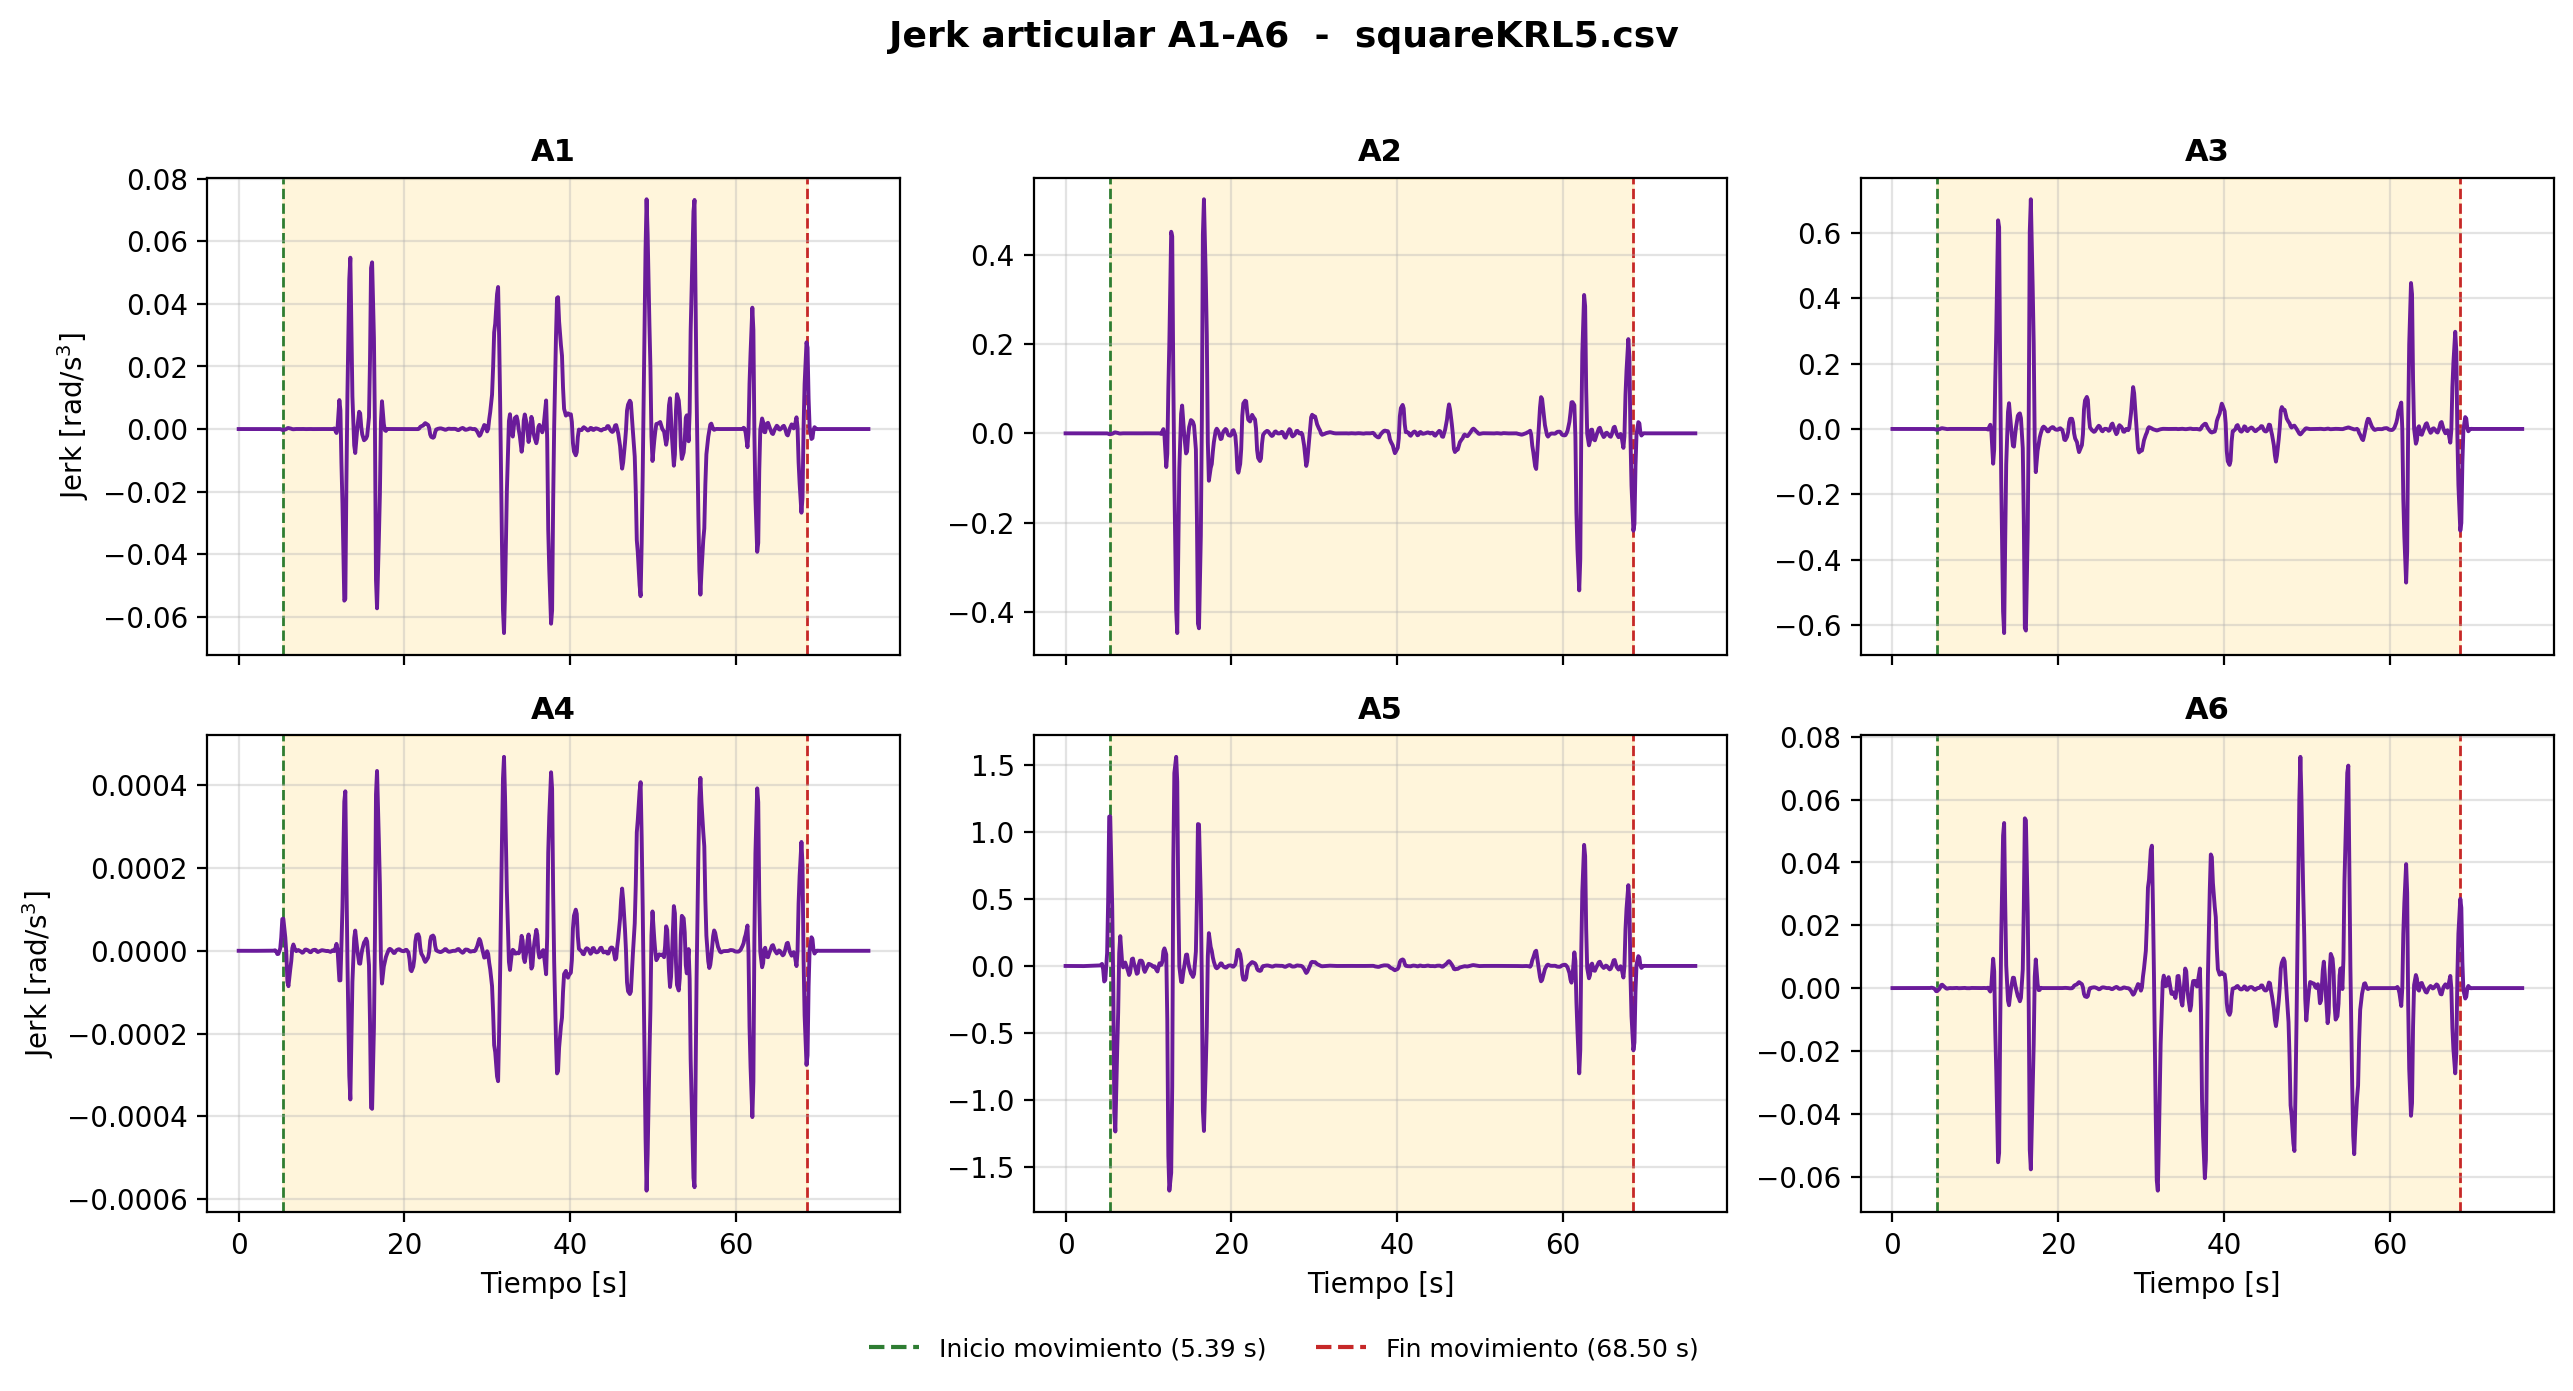 Jerk articular A1-A6 - squareKRL5.csv
A1
A2
A3
Jerk [rad/s³]
0.08
0.06
0.04
0.02
0.00
−0.02
−0.04
−0.06
0.4
0.2
0.0
−0.2
−0.4
0.6
0.4
0.2
0.0
−0.2
−0.4
−0.6
A4
A5
A6
Jerk [rad/s³]
0.0004
0.0002
0.0000
−0.0002
−0.0004
−0.0006
1.5
1.0
0.5
0.0
−0.5
−1.0
−1.5
0.08
0.06
0.04
0.02
0.00
−0.02
−0.04
−0.06
0 20 40 60
0 20 40 60
0 20 40 60
Tiempo [s]
Tiempo [s]
Tiempo [s]
Inicio movimiento (5.39 s)
Fin movimiento (68.50 s)